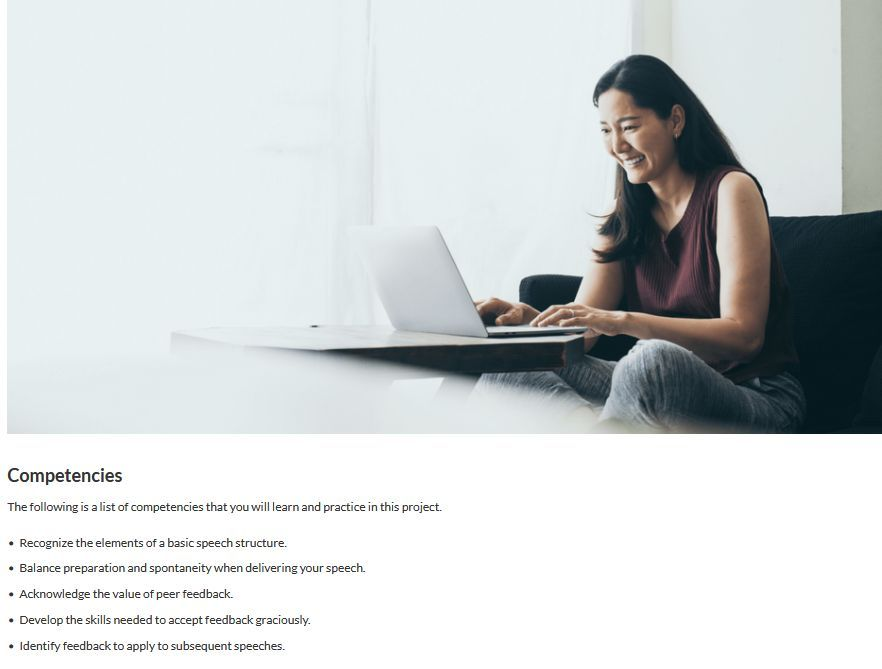 Competencies
The following is a list of competencies that you will learn and practice in this project.
• Recognize the elements of a basic speech structure.
• Balance preparation and spontaneity when delivering your speech.
• Acknowledge the value of peer feedback.
• Develop the skills needed to accept feedback graciously.
• Identify feedback to apply to subsequent speeches.